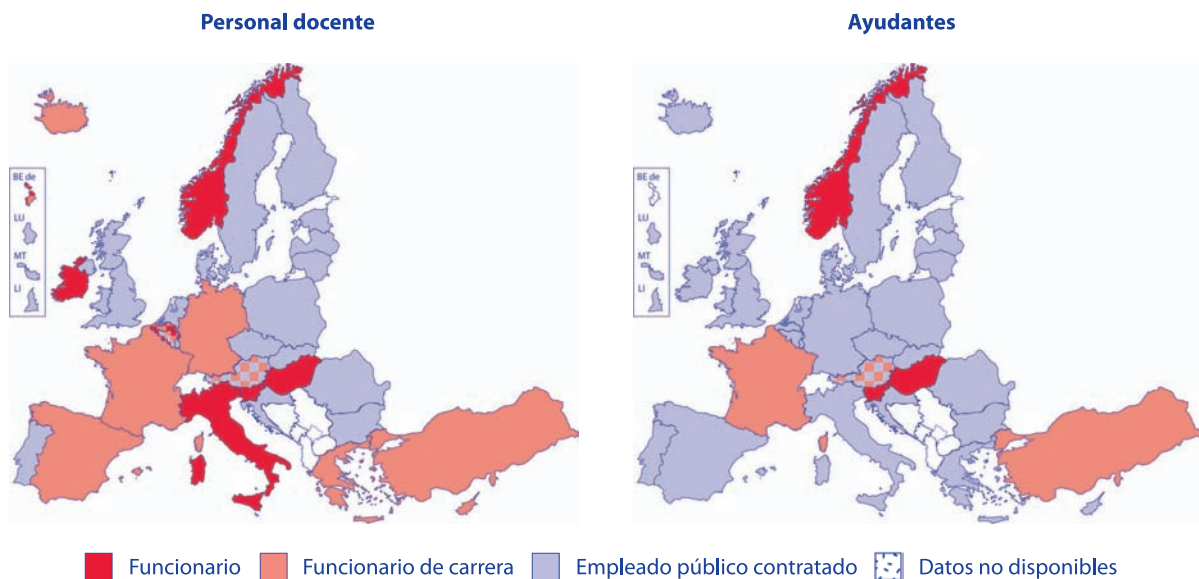 Personal docente
Ayudantes
BE de
LU
MT
LI
BE de
LU
MT
LI
Funcionario
Funcionario de carrera
Empleado público contratado
Datos no disponibles